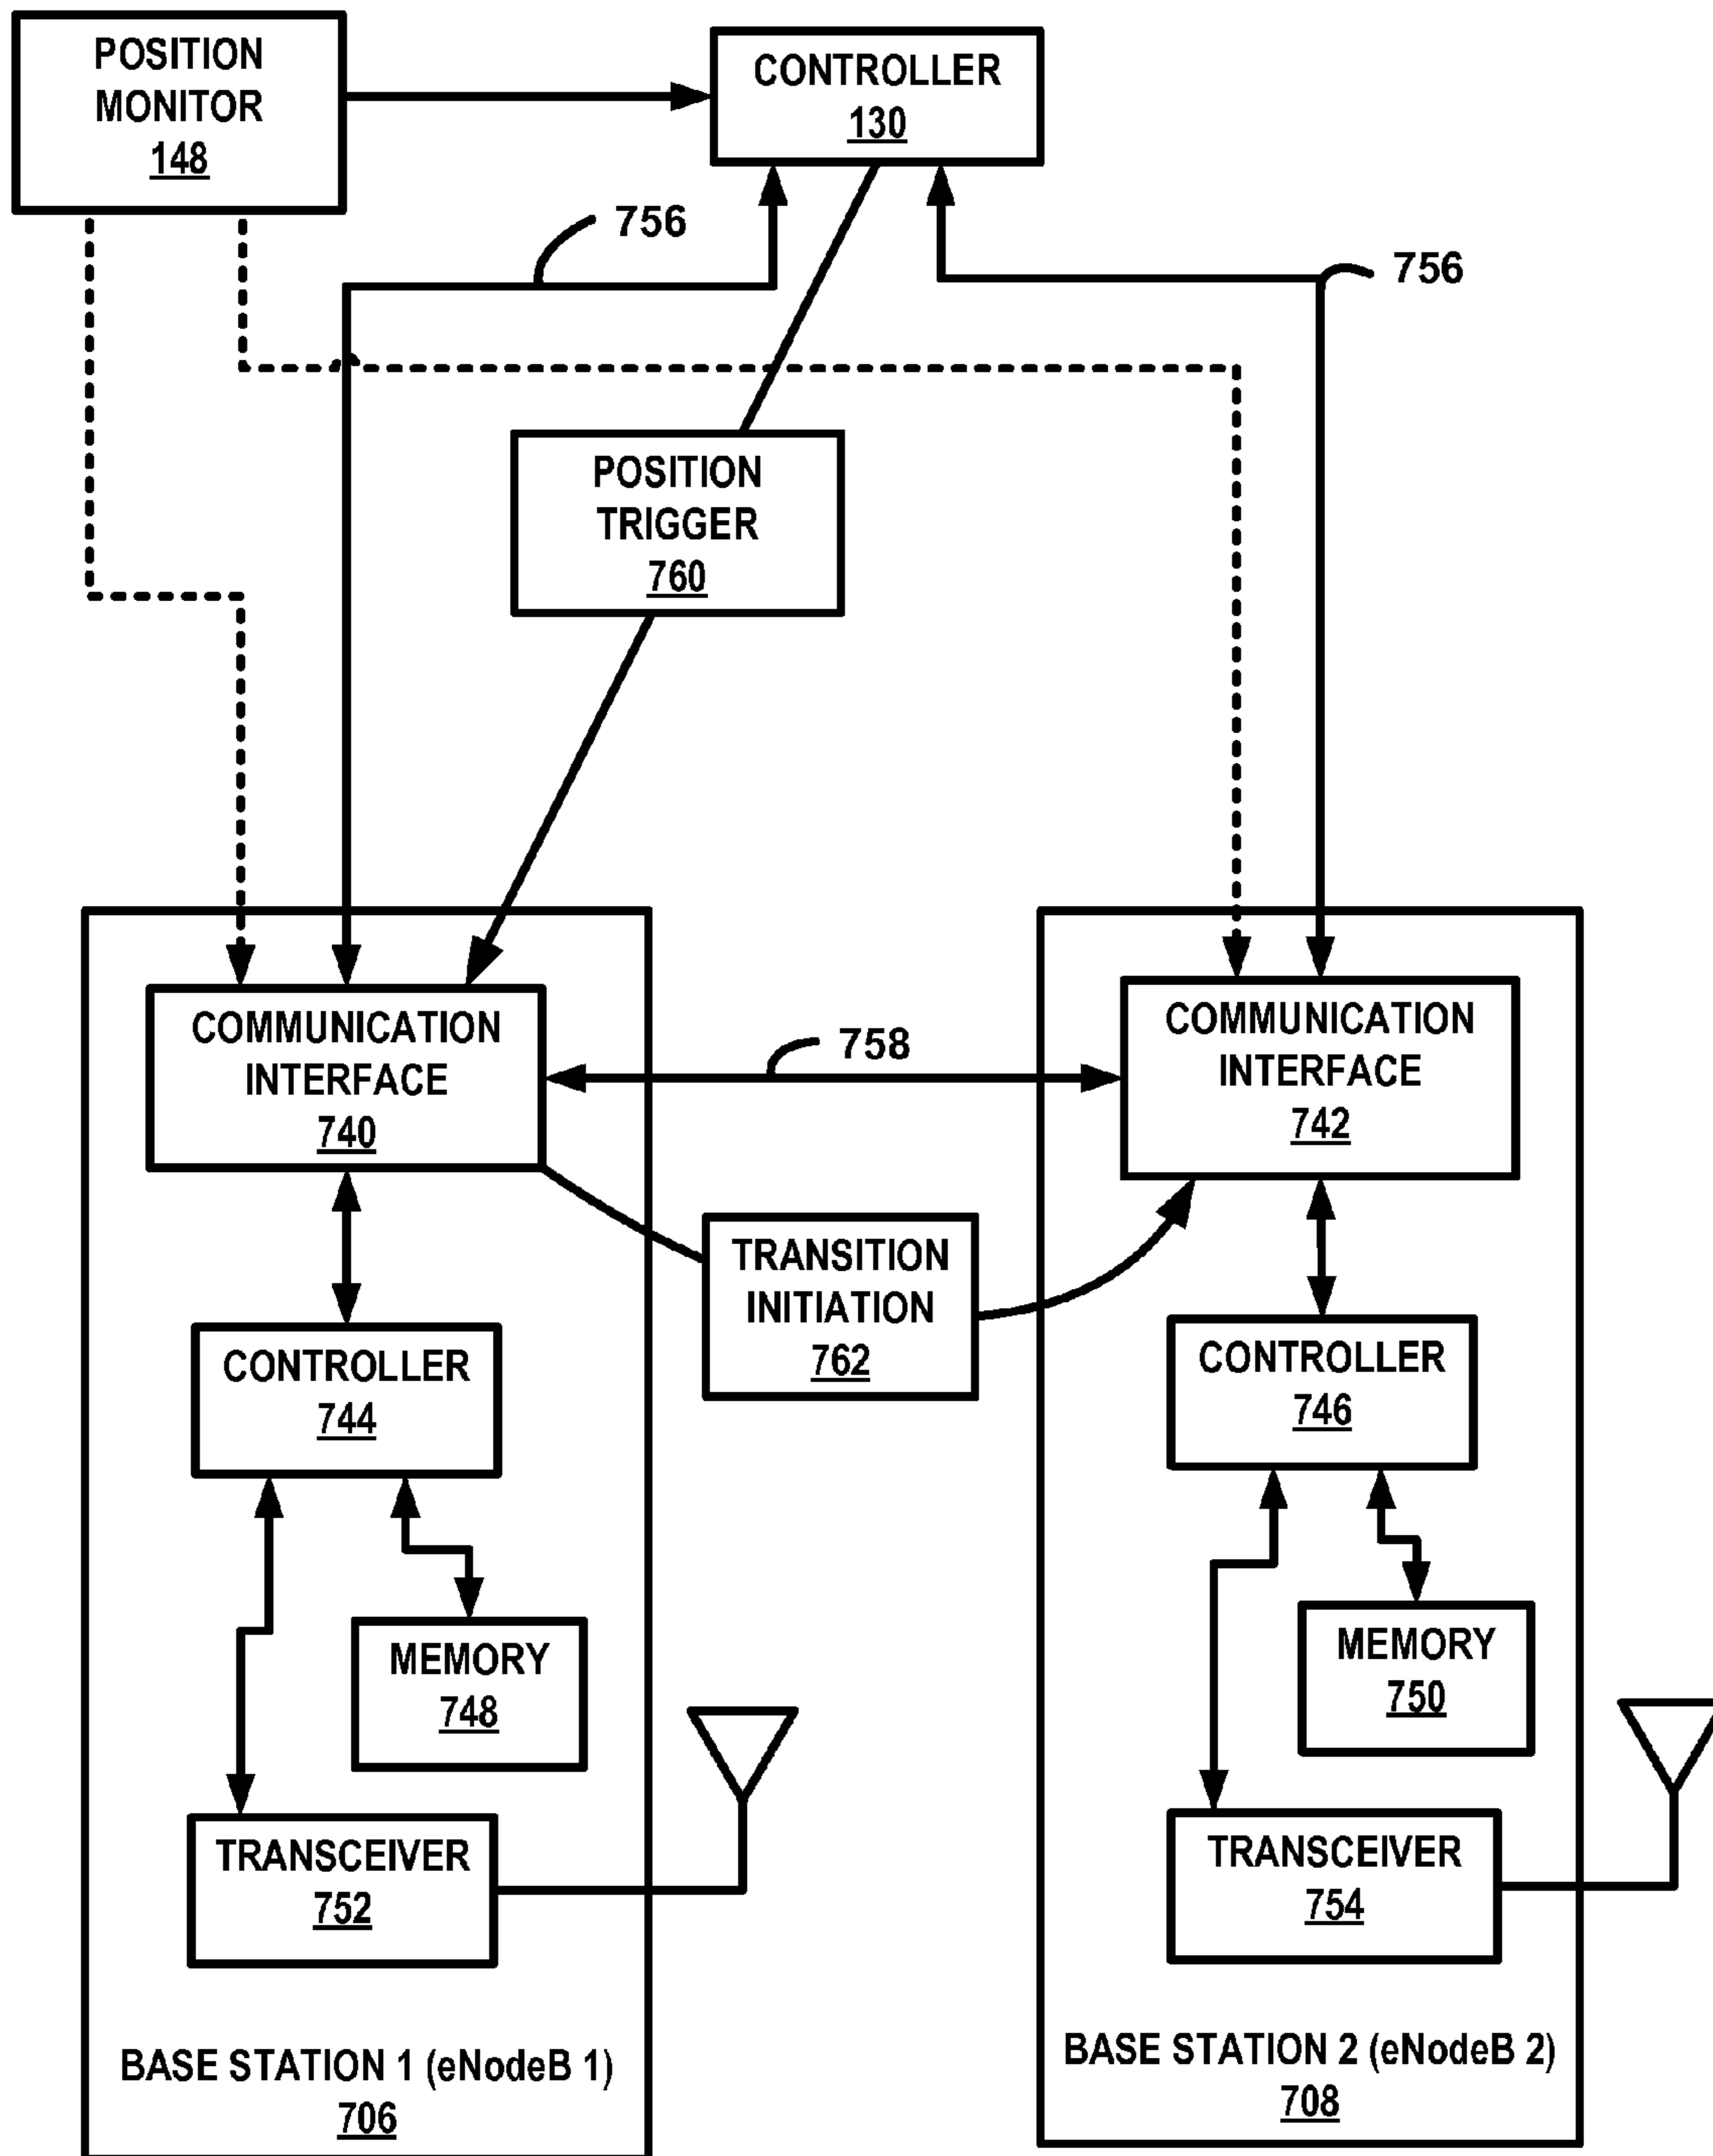 POSITION
MONITOR
148
CONTROLLER
130
756
756
POSITION
TRIGGER
760
COMMUNICATION
INTERFACE
740
758
COMMUNICATION
INTERFACE
742
TRANSITION
INITIATION
762
CONTROLLER
744
CONTROLLER
746
MEMORY
748
MEMORY
750
TRANSCEIVER
752
TRANSCEIVER
754
BASE STATION 1 (eNodeB 1)
706
BASE STATION 2 (eNodeB 2)
708